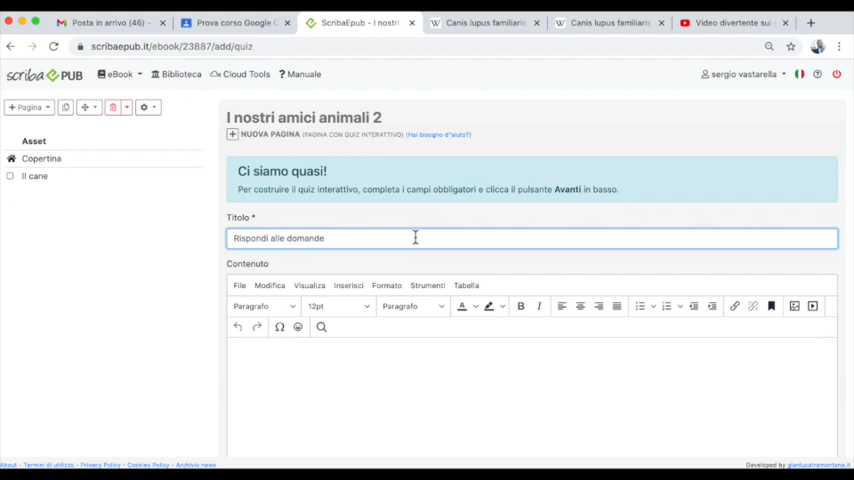 Posta in arrivo (46) -
Prova corso Google C
ScribaEpub - I nostri
Canis lupus familiaris
Canis lupus familiaris
Video divertente sui c
scribaepub.it/ebook/23887/add/quiz
scriba ePUB
eBook
Biblioteca
Cloud Tools
? Manuale
sergio vastarella
+ Pagina
Asset
Copertina
Il cane
I nostri amici animali 2
NUOVA PAGINA (PAGINA CON QUIZ INTERATTIVO) (Hai bisogno d"aiuto?)
Ci siamo quasi!
Per costruire il quiz interattivo, completa i campi obbligatori e clicca il pulsante Avanti in basso.
Titolo *
Rispondi alle domande
Contenuto
File Modifica Visualizza Inserisci Formato Strumenti Tabella
Paragrafo 12pt Paragrafo A B I
Ω
About - Termini di utilizzo - Privacy Policy - Cookies Policy - Archivio news
Developed by gianlucatramontana.it